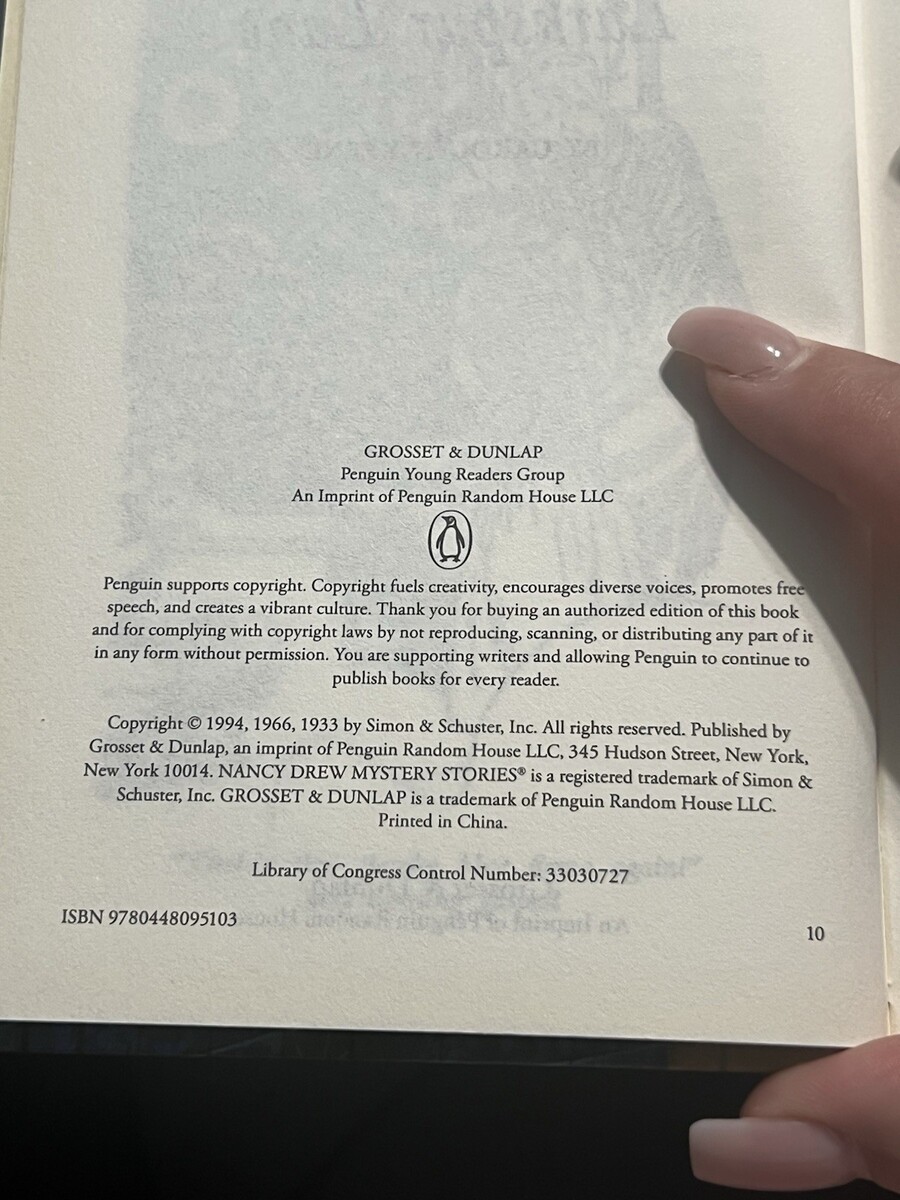 GROSSET & DUNLAP
Penguin Young Readers Group
An Imprint of Penguin Random House LLC
Penguin supports copyright. Copyright fuels creativity, encourages diverse voices, promotes free
speech, and creates a vibrant culture. Thank you for buying an authorized edition of this book
and for complying with copyright laws by not reproducing, scanning, or distributing any part of it
in any form without permission. You are supporting writers and allowing Penguin to continue to
publish books for every reader.
Copyright © 1994, 1966, 1933 by Simon & Schuster, Inc. All rights reserved. Published by
Grosset & Dunlap, an imprint of Penguin Random House LLC, 345 Hudson Street, New York,
New York 10014. NANCY DREW MYSTERY STORIES® is a registered trademark of Simon &
Schuster, Inc. GROSSET & DUNLAP is a trademark of Penguin Random House LLC.
Printed in China.
Library of Congress Control Number: 33030727
ISBN 9780448095103
10